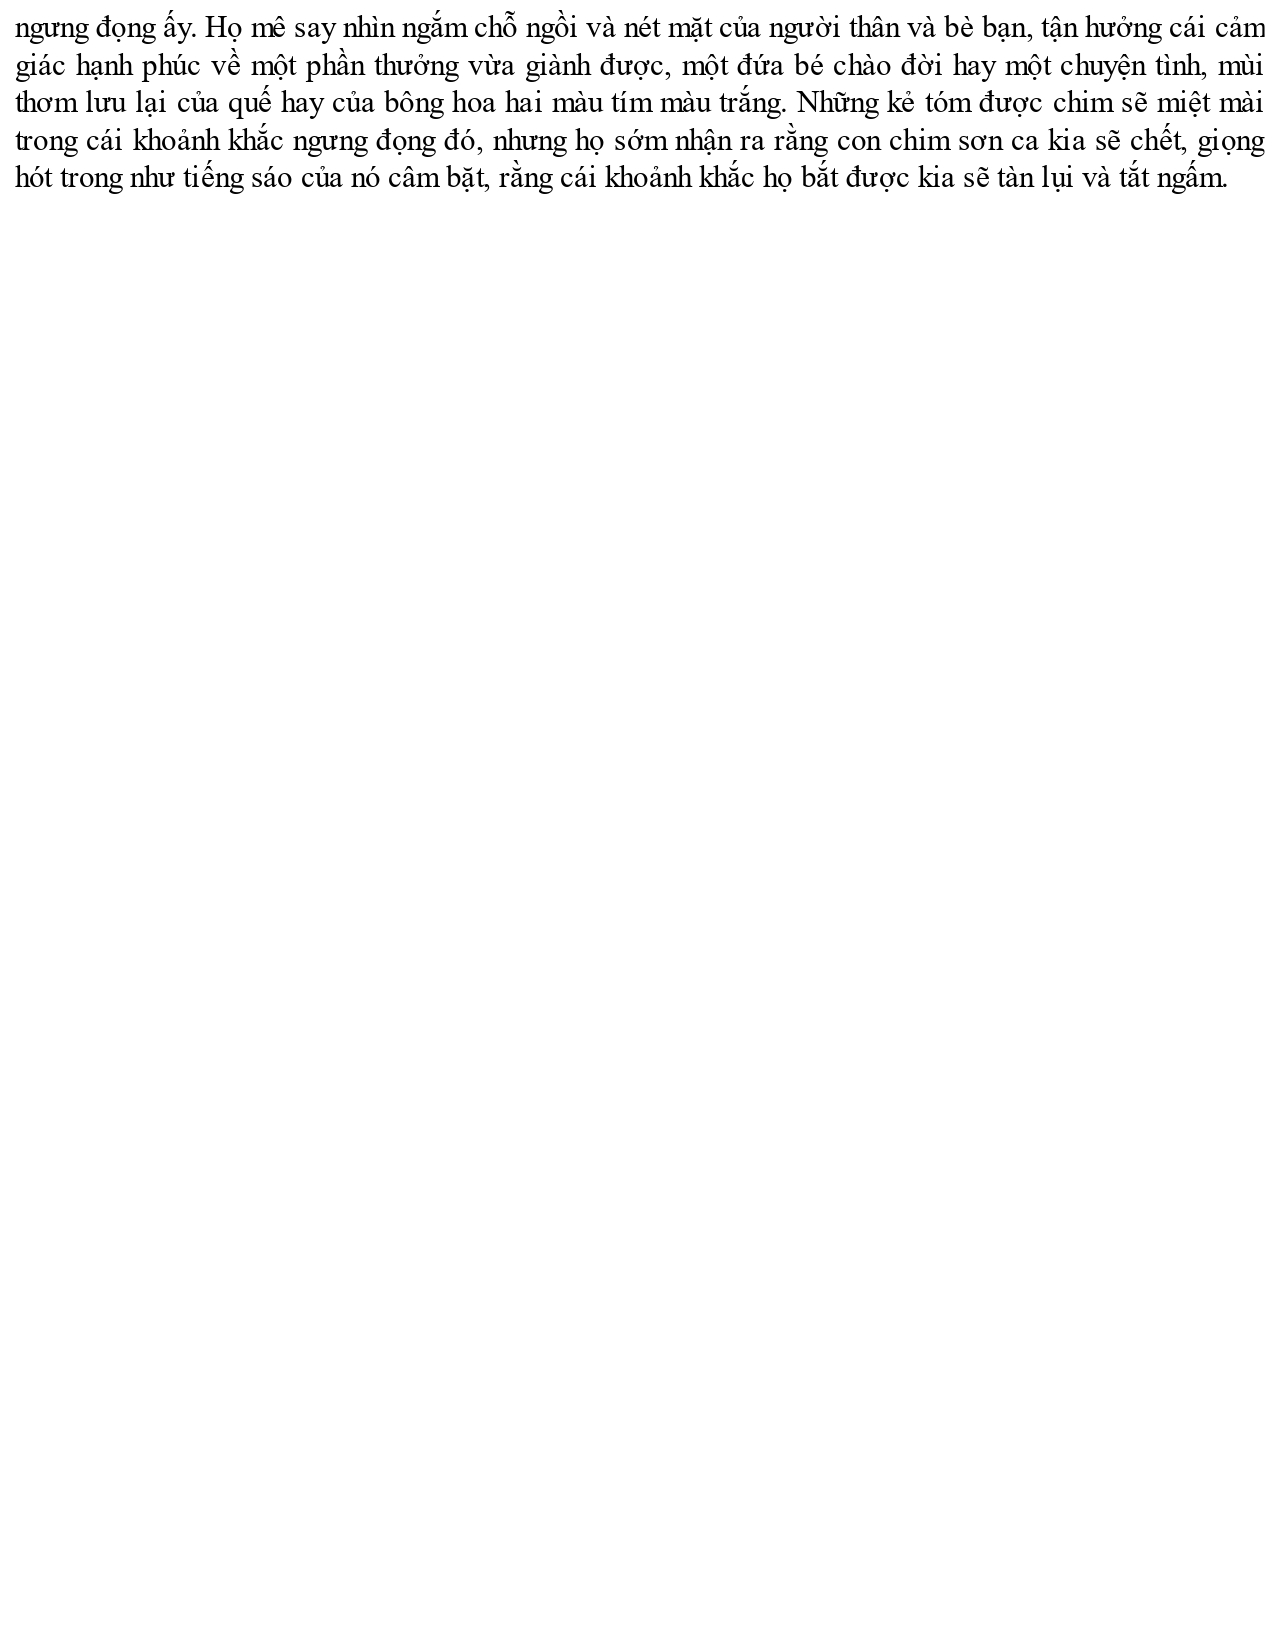 ngưng đọng ấy. Họ mê say nhìn ngắm chỗ ngồi và nét mặt của người thân và bè bạn, tận hưởng cái cảm
giác hạnh phúc về một phần thưởng vừa giành được, một đứa bé chào đời hay một chuyện tình, mùi
thơm lưu lại của quế hay của bông hoa hai màu tím màu trắng. Những kẻ tóm được chim sẽ miệt mài
trong cái khoảnh khắc ngưng đọng đó, nhưng họ sớm nhận ra rằng con chim sơn ca kia sẽ chết, giọng
hót trong như tiếng sáo của nó câm bặt, rằng cái khoảnh khắc họ bắt được kia sẽ tàn lụi và tắt ngấm.